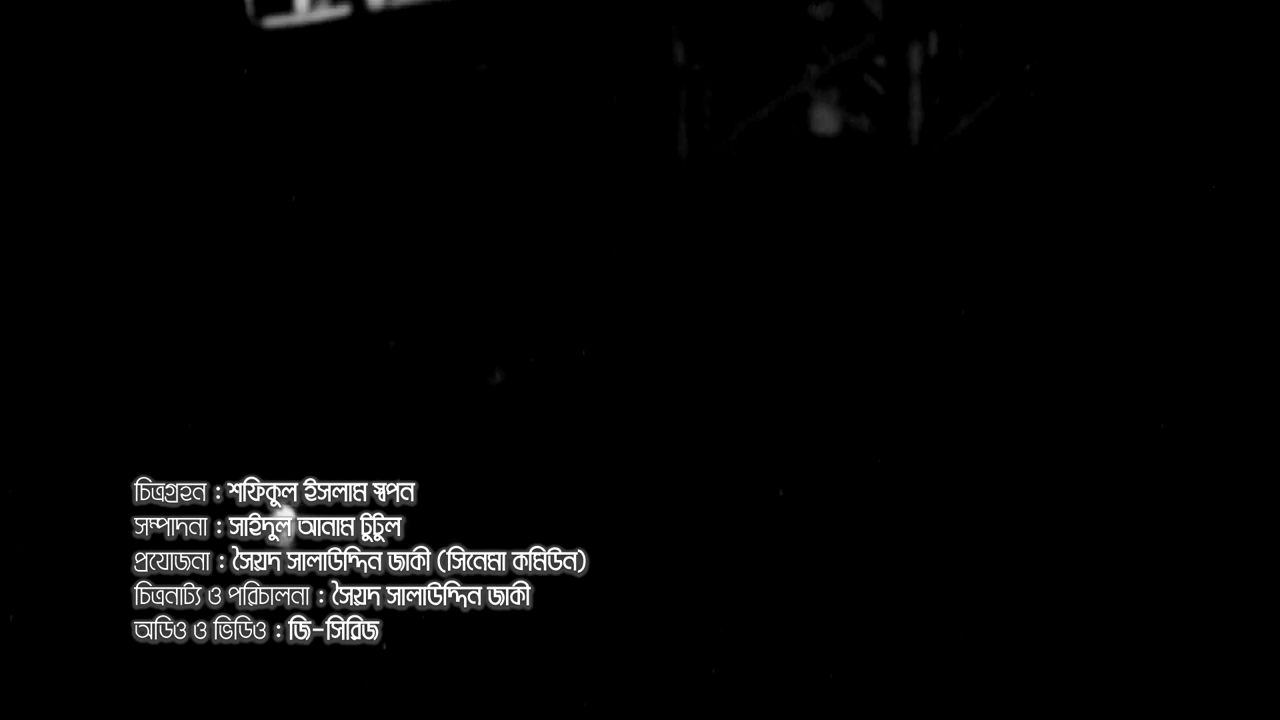 চিত্রগ্রহন : শফিকুল ইসলাম স্বপন
সম্পাদনা : সাইদুল আনাম টুটুল
প্রযোজনা : সৈয়দ সালাউদ্দিন জাকী (সিনেমা কমিউন)
চিত্রনাট্য ও পরিচালনা : সৈয়দ সালাউদ্দিন জাকী
অডিও ও ভিডিও : জি-সিরিজ